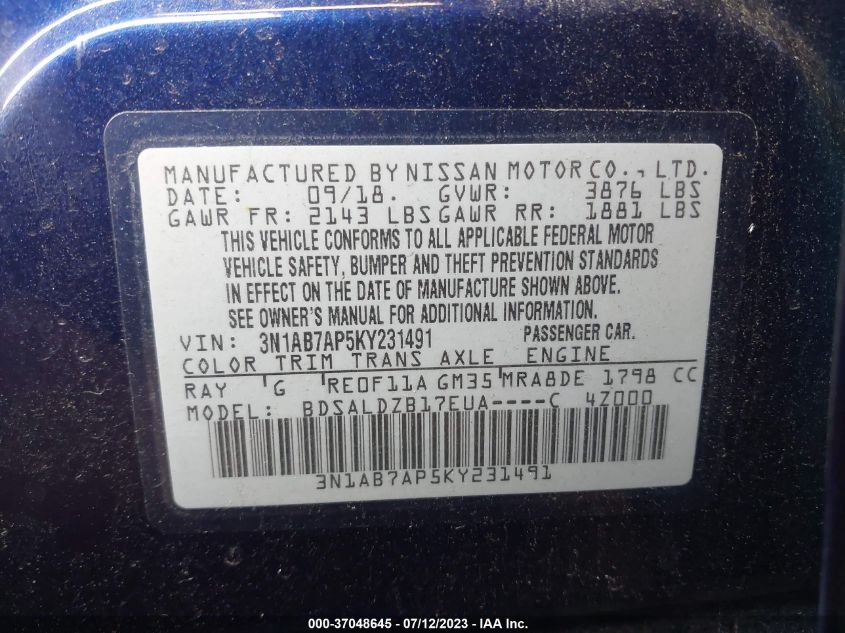 MANUFACTURED BY NISSAN MOTOR CO., LTD.
DATE: 09/18. GVWR: 3876 LBS
GAWR FR: 2143 LBS GAWR RR: 1881 LBS
THIS VEHICLE CONFORMS TO ALL APPLICABLE FEDERAL MOTOR
VEHICLE SAFETY, BUMPER AND THEFT PREVENTION STANDARDS
IN EFFECT ON THE DATE OF MANUFACTURE SHOWN ABOVE.
SEE OWNER'S MANUAL FOR ADDITIONAL INFORMATION.
VIN: 3N1AB7AP5KY231491 PASSENGER CAR.
COLOR TRIM TRANS AXLE ENGINE
RAY G RE0F11A GM35 MRA8DE 1798 CC
MODEL: BDSALDZB17EUA----C 4Z000
3N1AB7AP5KY231491
000-37048645 - 07/12/2023 - IAA Inc.